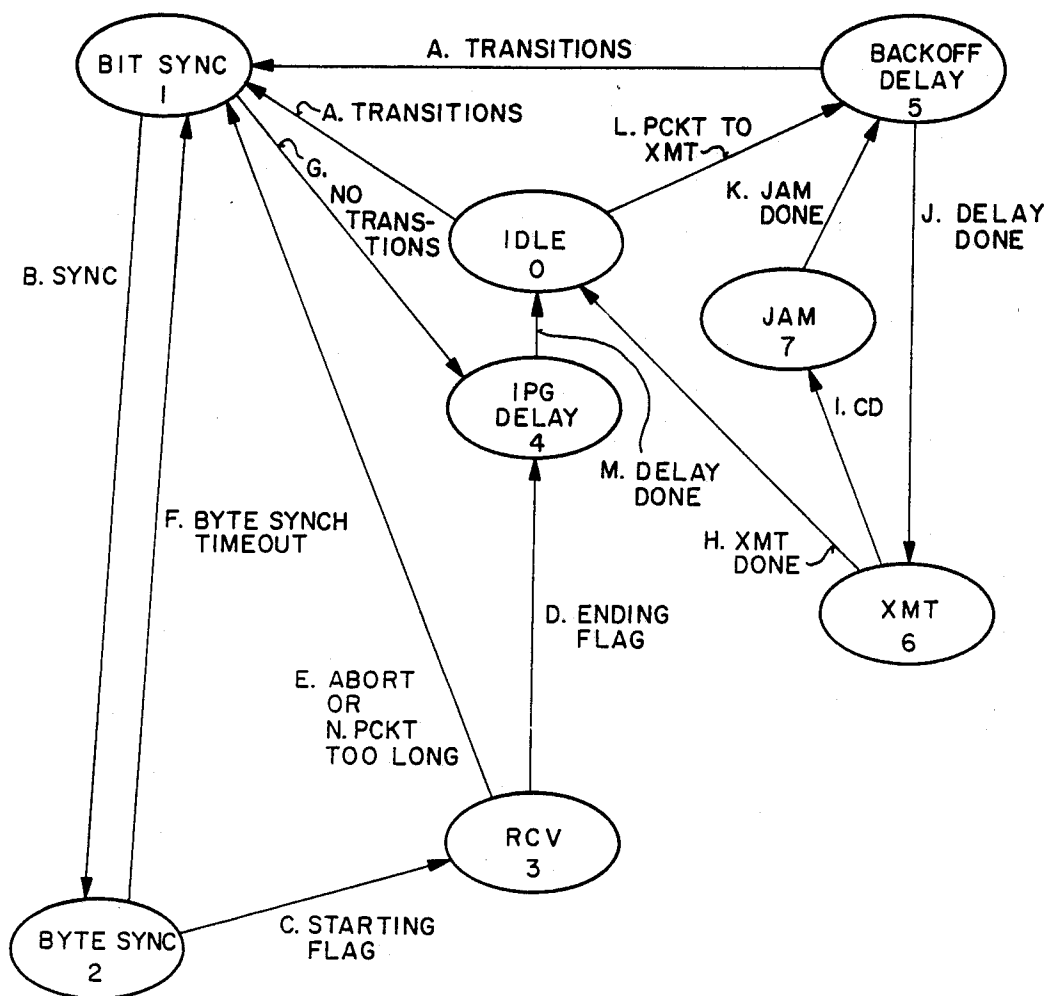 BIT SYNC
1
A. TRANSITIONS
BACKOFF
DELAY
5
A. TRANSITIONS
L. PCKT TO
XMT
G.
NO
TRANS-
TIONS
K. JAM
DONE
J. DELAY
DONE
IDLE
0
B. SYNC
JAM
7
IPG
DELAY
4
I. CD
M. DELAY
DONE
F. BYTE SYNCH
TIMEOUT
H. XMT
DONE
XMT
6
D. ENDING
FLAG
E. ABORT
OR
N. PCKT
TOO LONG
RCV
3
C. STARTING
FLAG
BYTE SYNC
2